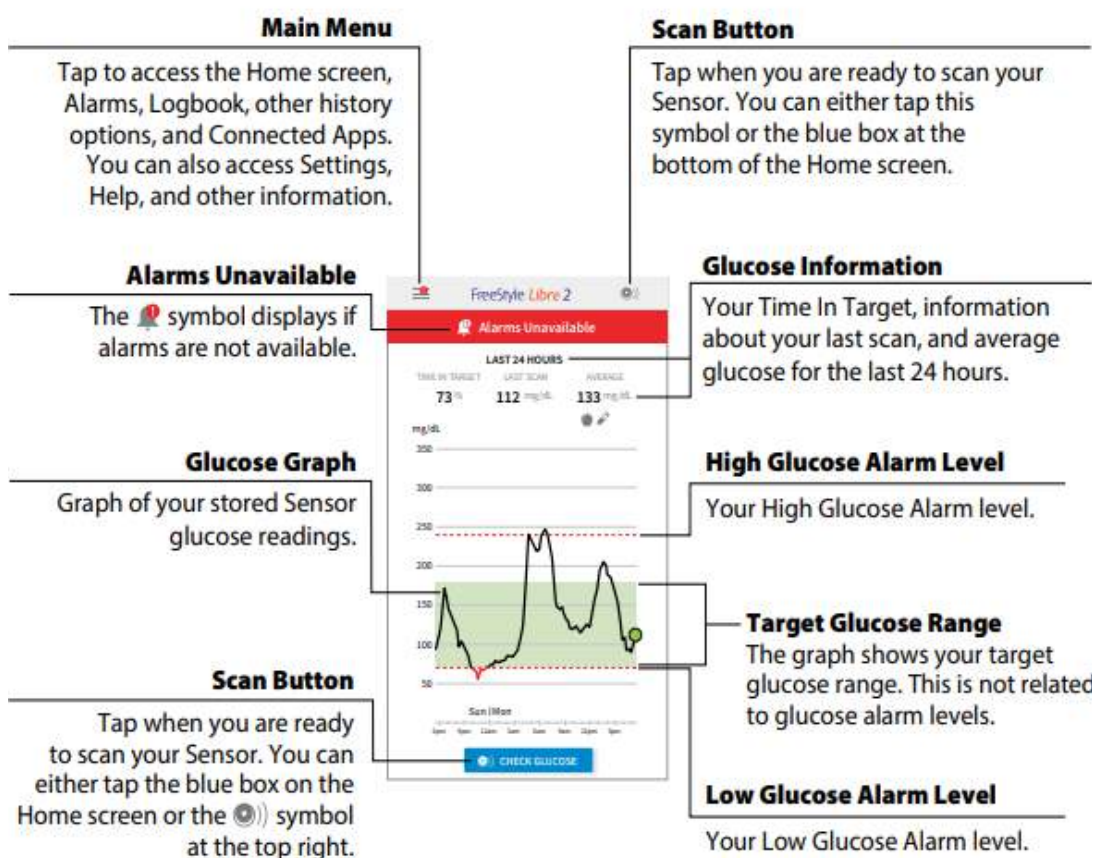 Main Menu
Tap to access the Home screen,
Alarms, Logbook, other history
options, and Connected Apps.
You can also access Settings,
Help, and other information.
Scan Button
Tap when you are ready to scan your
Sensor. You can either tap this
symbol or the blue box at the
bottom of the Home screen.
Alarms Unavailable
The symbol displays if
alarms are not available.
Glucose Information
Your Time In Target, information
about your last scan, and average
glucose for the last 24 hours.
FreeStyle Libre 2
Alarms Unavailable
LAST 24 HOURS
TIME IN TARGET LAST SCAN AVERAGE
73 % 112 mg/dL 133 mg/dL
mg/dL
350
300
250
200
150
100
50
Sun Mon
CHECK GLUCOSE
Glucose Graph
Graph of your stored Sensor
glucose readings.
High Glucose Alarm Level
Your High Glucose Alarm level.
Target Glucose Range
The graph shows your target
glucose range. This is not related
to glucose alarm levels.
Scan Button
Tap when you are ready
to scan your Sensor. You can
either tap the blue box on the
Home screen or the symbol
at the top right.
Low Glucose Alarm Level
Your Low Glucose Alarm level.